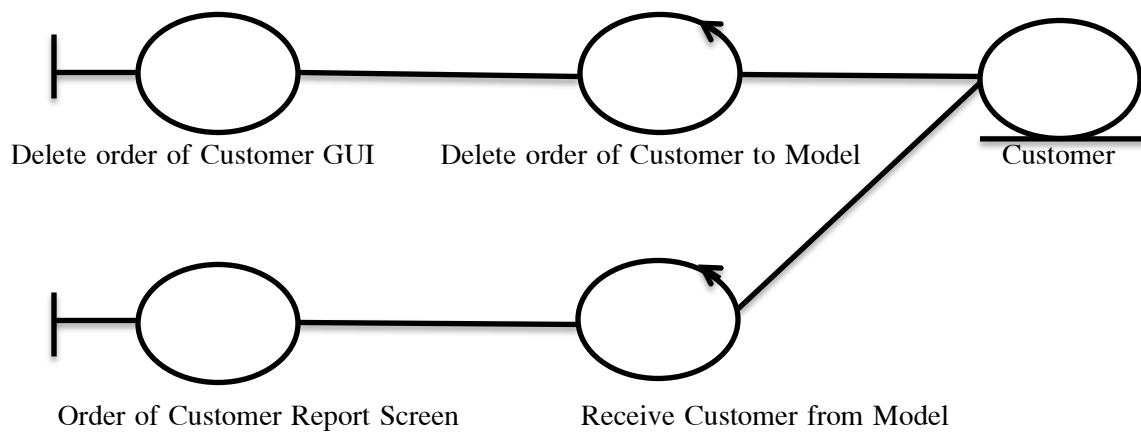 Delete order of Customer GUI
Delete order of Customer to Model
Customer
Order of Customer Report Screen
Receive Customer from Model